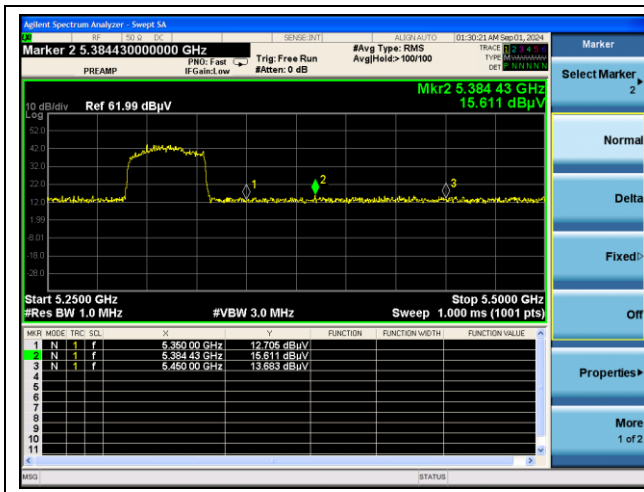 Agilent Spectrum Analyzer - Swept SA
RF 50 Ω DC SENSE:INT ALIGN AUTO 01:30:21 AM Sep 01, 2024
Marker 2 5.384430000000 GHz
PREAMP
PNO: Fast
IFGain:Low
Trig: Free Run
#Atten: 0 dB
#Avg Type: RMS
Avg|Hold:> 100/100
TRACE 1 2 3 4 5 6
TYPE M
DET P N N N N N
Mkr2 5.384 43 GHz
15.611 dBµV
10 dB/div Ref 61.99 dBµV
Log
52.0
42.0
32.0
22.0
12.0
1.99
-8.01
-18.0
-28.0
1
2
3
Start 5.2500 GHz Stop 5.5000 GHz
#Res BW 1.0 MHz #VBW 3.0 MHz Sweep 1.000 ms (1001 pts)
MKR MODE TRC SCL X Y FUNCTION FUNCTION WIDTH FUNCTION VALUE
1 N 1 f 5.350 00 GHz 12.705 dBµV
2 N 1 f 5.384 43 GHz 15.611 dBµV
3 N 1 f 5.450 00 GHz 13.683 dBµV
4
5
6
7
8
9
10
11
MSG STATUS
Marker
Select Marker
2
Normal
Delta
Fixed
Off
Properties
More
1 of 2